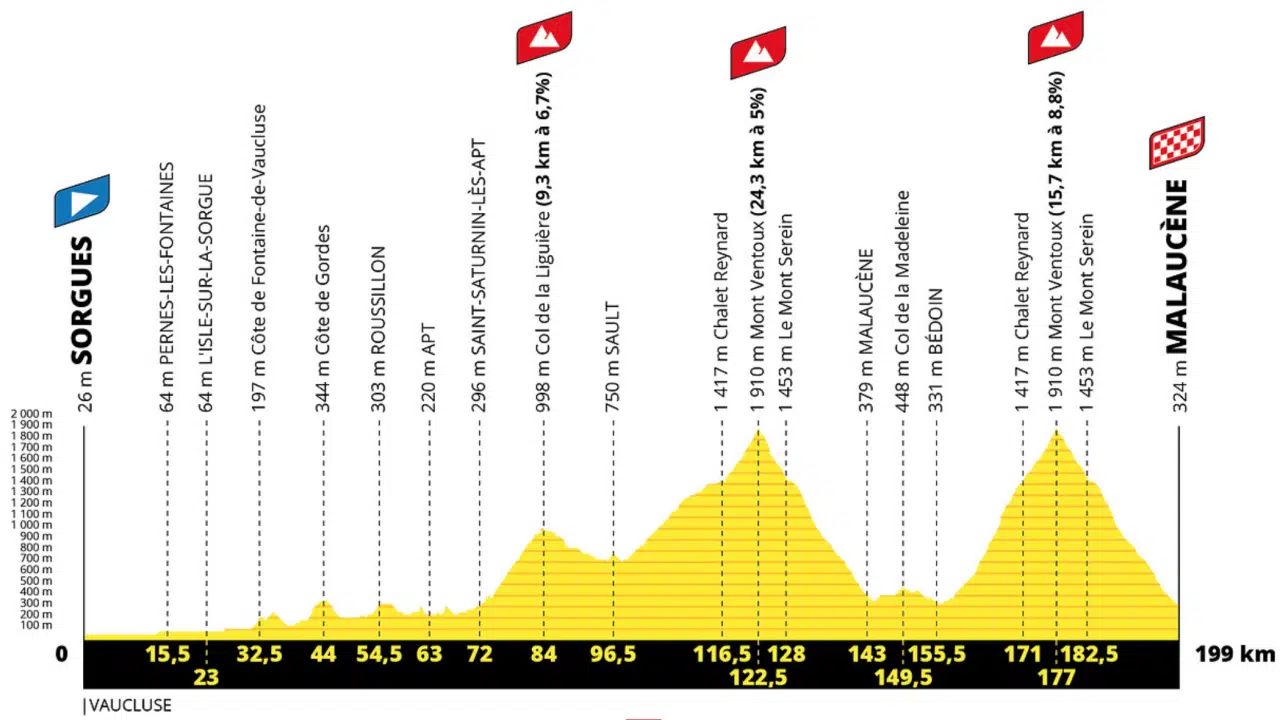 26 m SORGUES
64 m PERNES-LES-FONTAINES
64 m L'ISLE-SUR-LA-SORGUE
197 m Côte de Fontaine-de-Vaucluse
344 m Côte de Gordes
303 m ROUSSILLON
220 m APT
296 m SAINT-SATURNIN-LÈS-APT
998 m Col de la Liguière (9,3 km à 6,7%)
750 m SAULT
1 417 m Chalet Reynard
1 910 m Mont Ventoux (24,3 km à 5%)
1 453 m Le Mont Serein
379 m MALAUCÈNE
448 m Col de la Madeleine
331 m BÉDOIN
1 417 m Chalet Reynard
1 910 m Mont Ventoux (15,7 km à 8,8%)
1 453 m Le Mont Serein
324 m MALAUCÈNE
2 000 m
1 900 m
1 800 m
1 700 m
1 600 m
1 500 m
1 400 m
1 300 m
1 200 m
1 100 m
1 000 m
900 m
800 m
700 m
600 m
500 m
400 m
300 m
200 m
100 m
0 15,5 32,5 44 54,5 63 72 84 96,5 116,5 128 143 155,5 171 182,5 199 km
23 122,5 149,5 177
VAUCLUSE